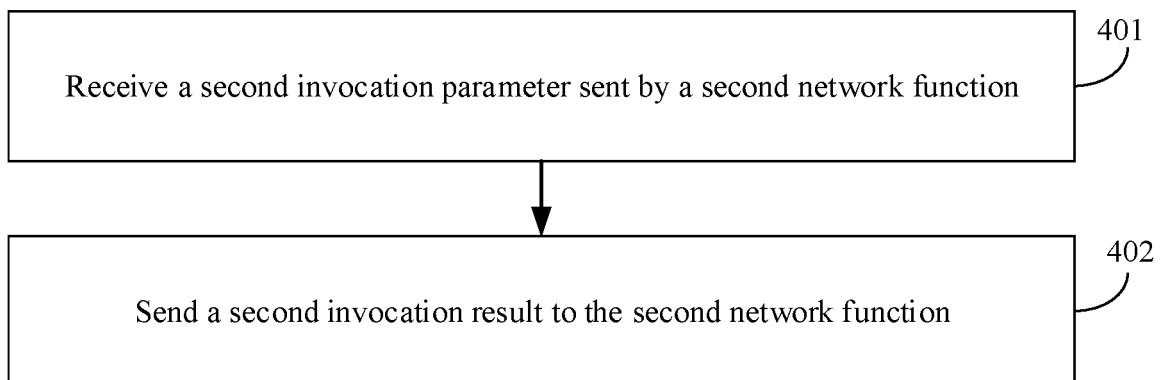 401
Receive a second invocation parameter sent by a second network function
402
Send a second invocation result to the second network function